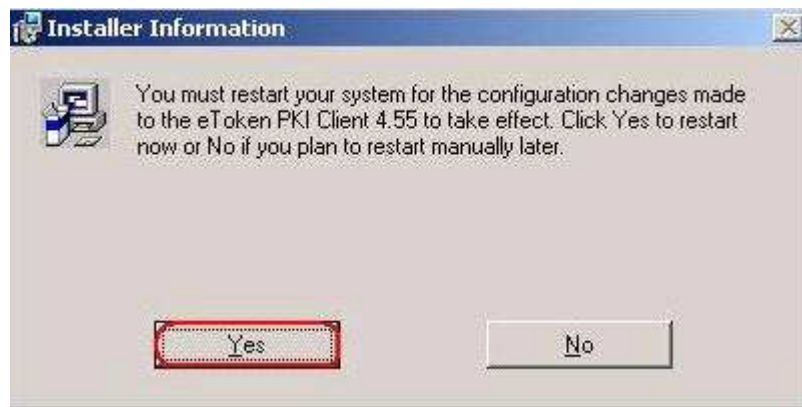 Installer Information
You must restart your system for the configuration changes made
to the eToken PKI Client 4.55 to take effect. Click Yes to restart
now or No if you plan to restart manually later.
Yes
No